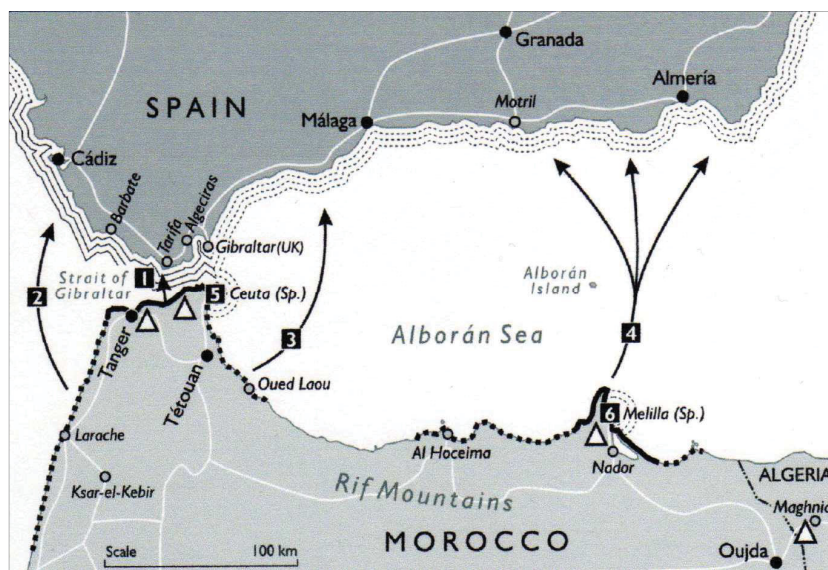 Granada
Almería
SPAIN
Motril
Málaga
Cádiz
Barbate
Tarifa
Algeciras
Gibraltar(UK)
Strait of
Gibraltar
1
2
5
Ceuta (Sp.)
Alborán
Island
3
4
Alborán Sea
Tanger
Tétouan
Oued Laou
6
Melilla (Sp.)
Larache
Al Hoceima
Nador
ALGERIA
Ksar-el-Kebir
Rif Mountains
Maghnia
MOROCCO
Oujda
Scale
100 km